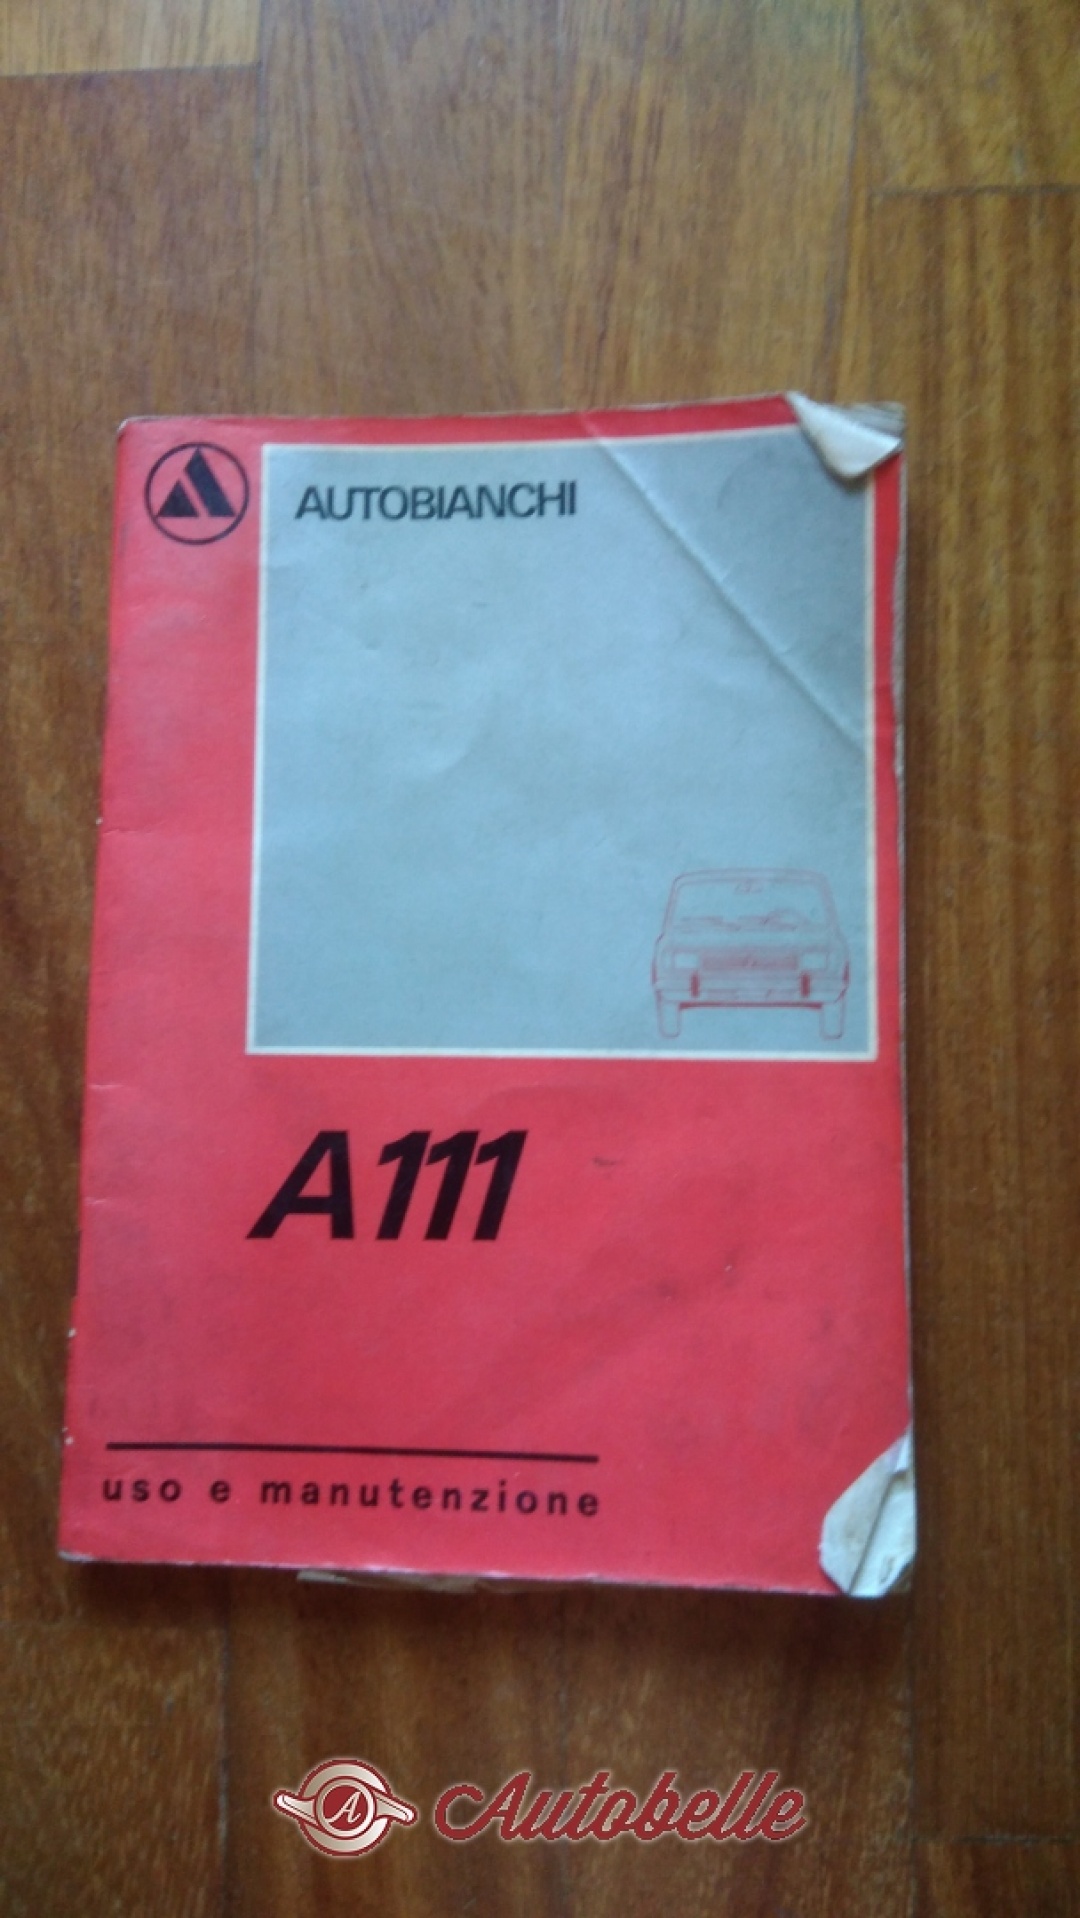 AUTOBIANCHI
A111
uso e manutenzione
A Autobelle